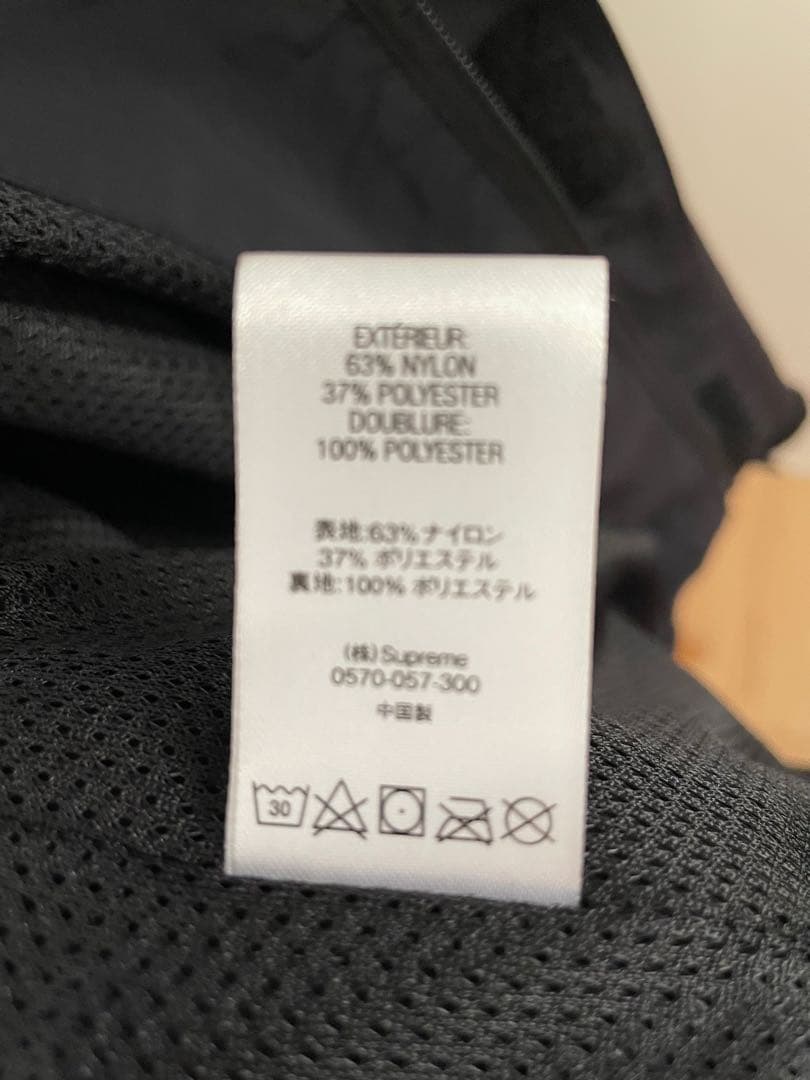 EXTÉRIEUR:
63% NYLON
37% POLYESTER
DOUBLURE:
100% POLYESTER
表地:63%ナイロン
37% ポリエステル
裏地:100% ポリエステル
(株)Supreme
0570-057-300
中国製
30